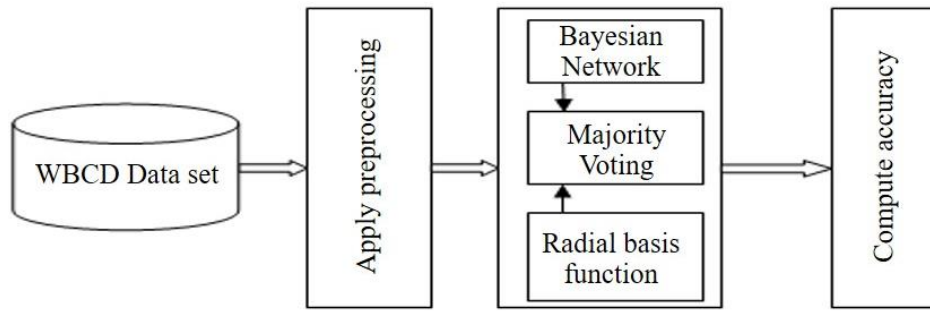 WBCD Data set
Apply preprocessing
Bayesian
Network
Majority
Voting
Radial basis
function
Compute accuracy